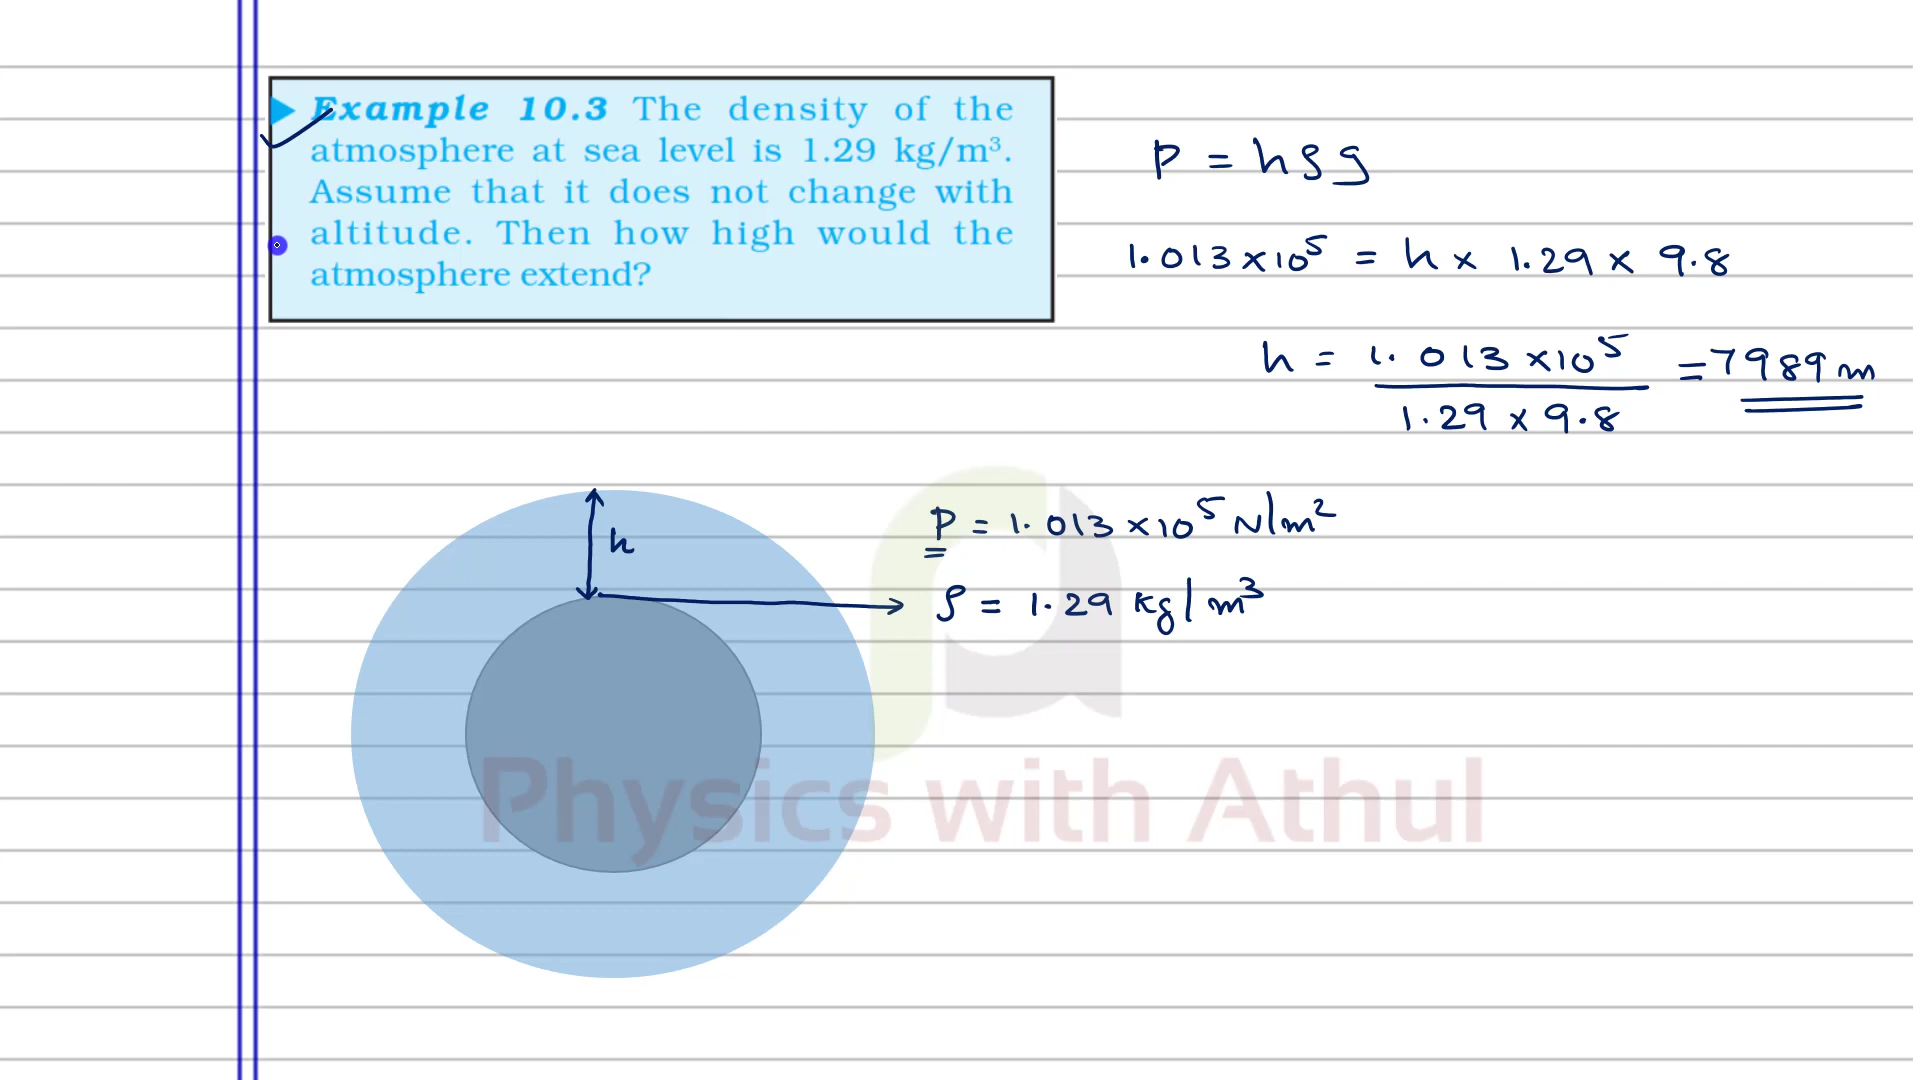 Example 10.3 The density of the
atmosphere at sea level is 1.29 kg/m³.
Assume that it does not change with
altitude. Then how high would the
atmosphere extend?
P = hρg
1.013 × 10⁵ = h × 1.29 × 9.8
h = 1.013 × 10⁵ / 1.29 × 9.8 = 7989 m
h
P = 1.013 × 10⁵ N/m²
ρ = 1.29 kg/m³
Physics with Athul